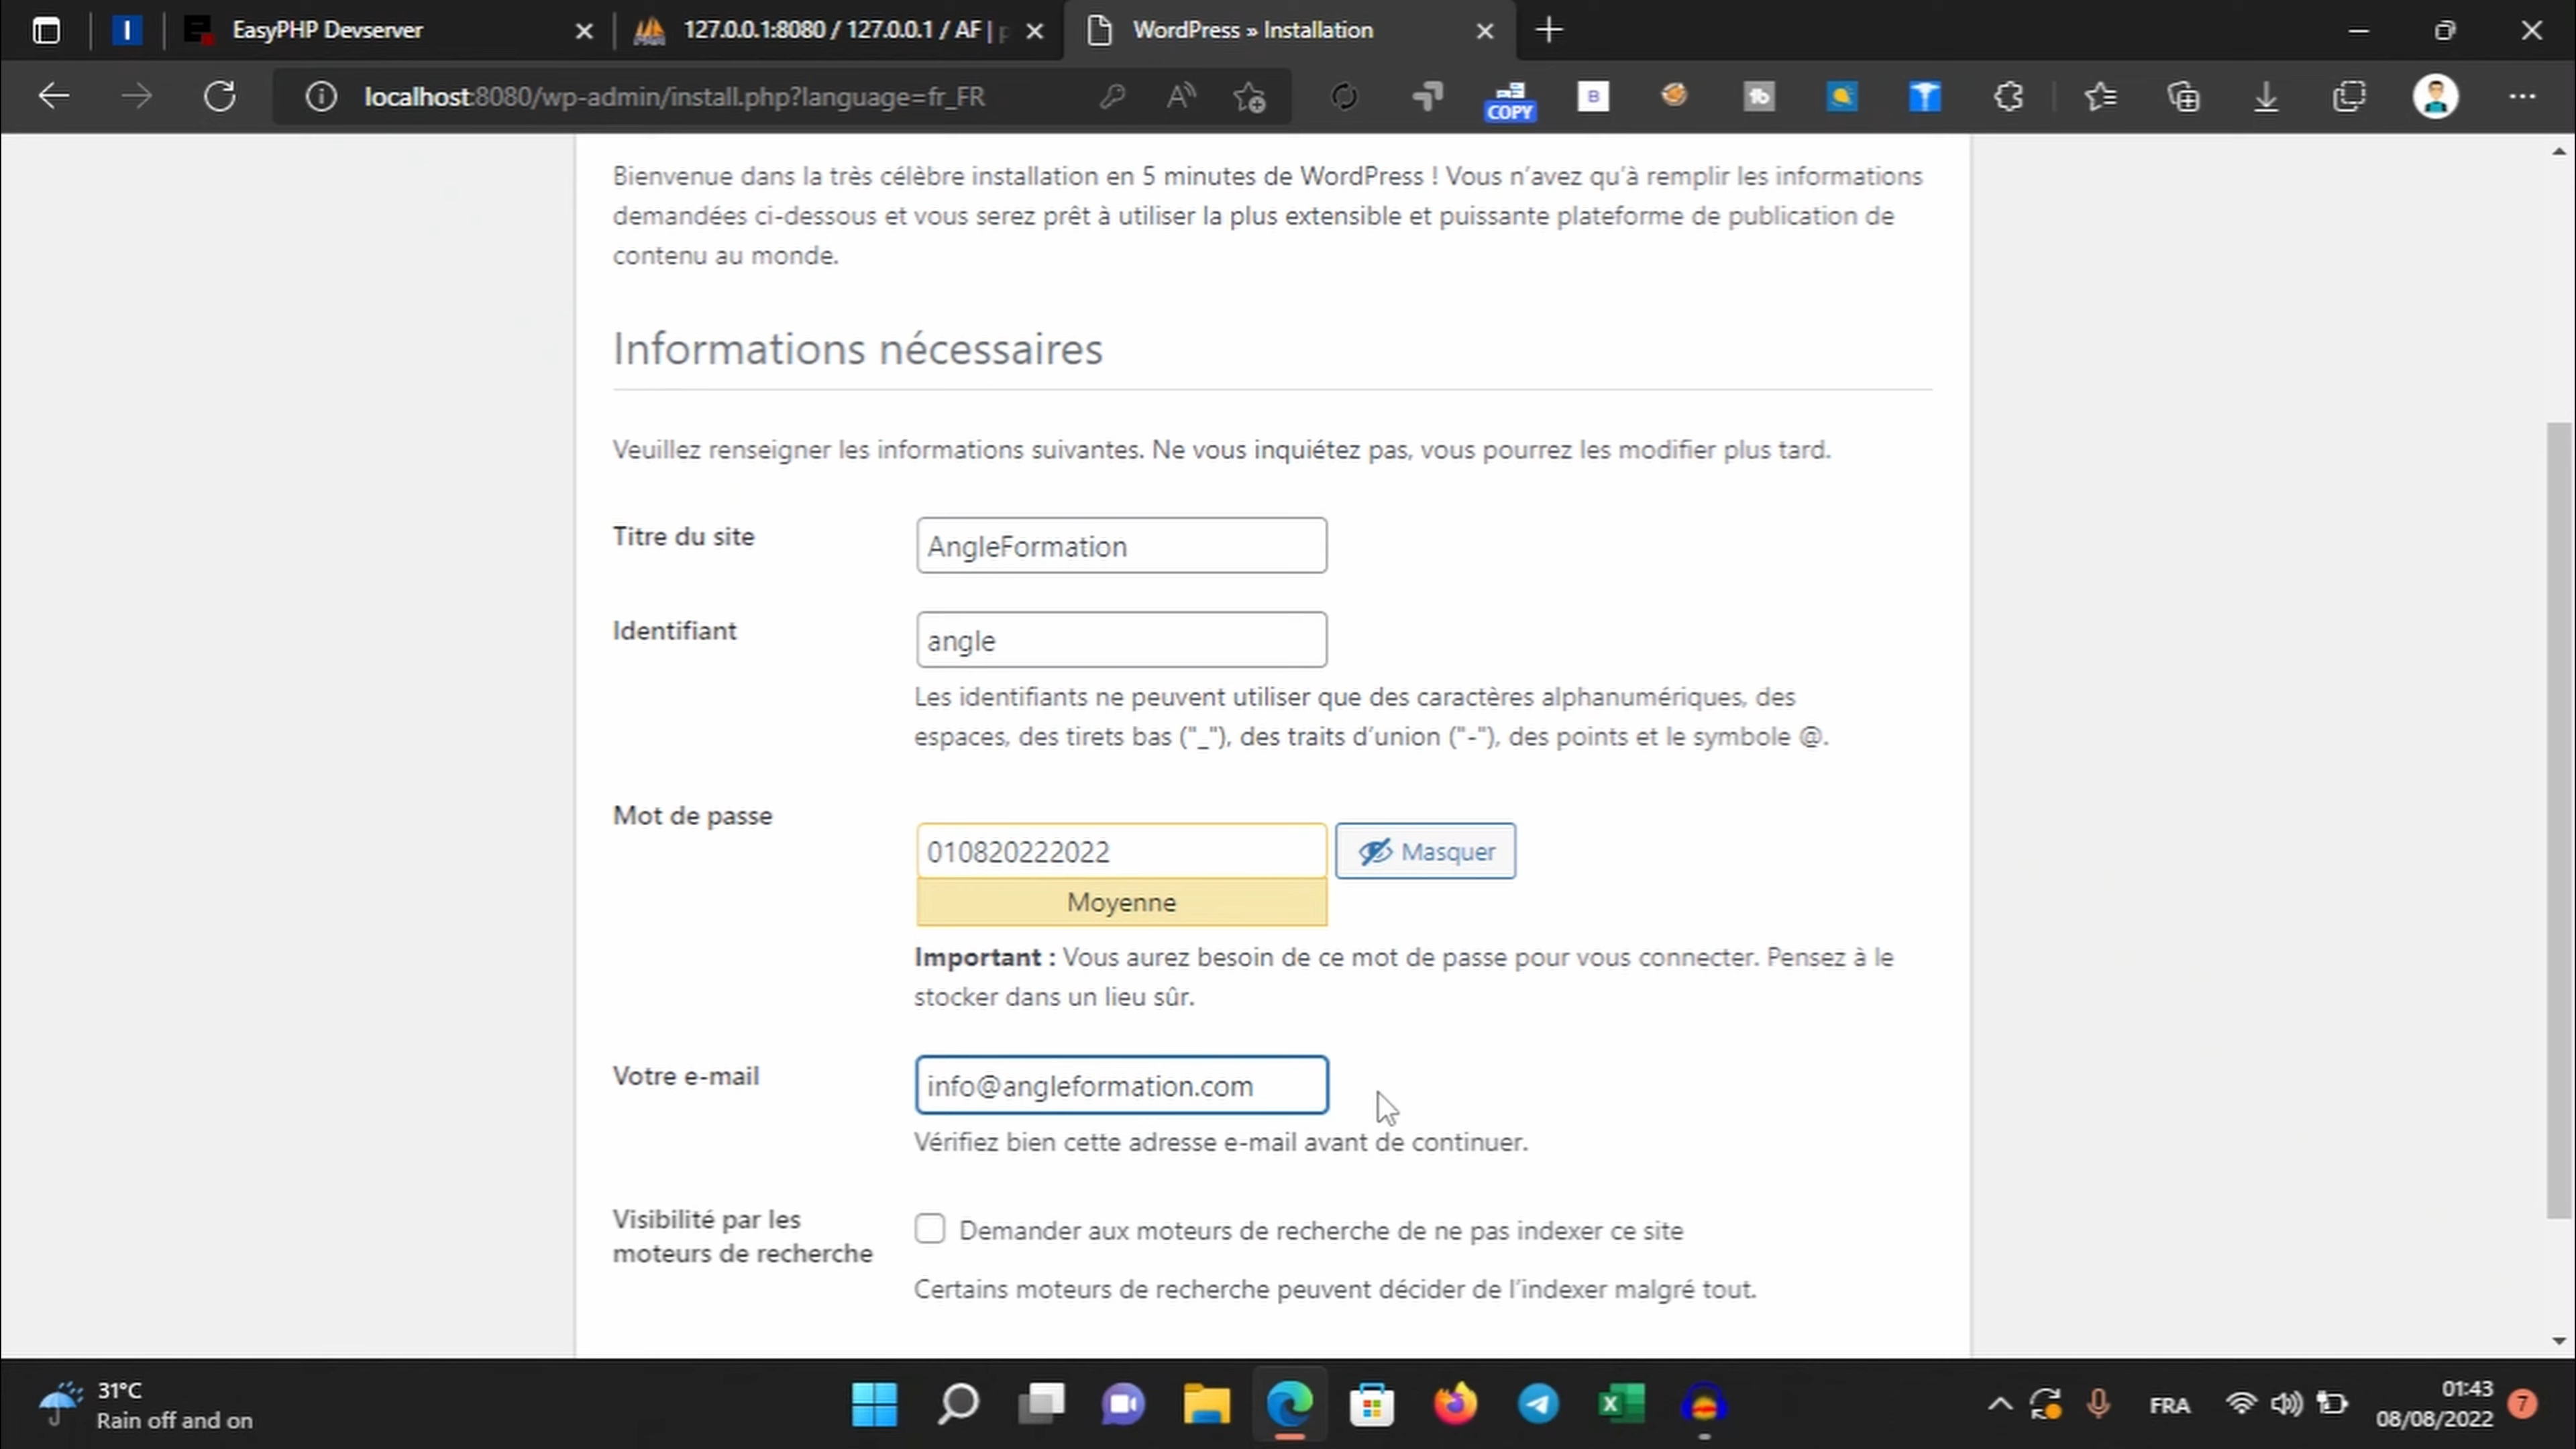 EasyPHP Devserver
127.0.0.1:8080 / 127.0.0.1 / AF |
WordPress » Installation
localhost:8080/wp-admin/install.php?language=fr_FR
COPY
Bienvenue dans la très célèbre installation en 5 minutes de WordPress ! Vous n’avez qu’à remplir les informations
demandées ci-dessous et vous serez prêt à utiliser la plus extensible et puissante plateforme de publication de
contenu au monde.
Informations nécessaires
Veuillez renseigner les informations suivantes. Ne vous inquiétez pas, vous pourrez les modifier plus tard.
Titre du site
AngleFormation
Identifiant
angle
Les identifiants ne peuvent utiliser que des caractères alphanumériques, des
espaces, des tirets bas ("_"), des traits d’union ("-"), des points et le symbole @.
Mot de passe
010820222022
Masquer
Moyenne
Important : Vous aurez besoin de ce mot de passe pour vous connecter. Pensez à le
stocker dans un lieu sûr.
Votre e-mail
info@angleformation.com
Vérifiez bien cette adresse e-mail avant de continuer.
Visibilité par les
moteurs de recherche
Demander aux moteurs de recherche de ne pas indexer ce site
Certains moteurs de recherche peuvent décider de l’indexer malgré tout.
31°C
Rain off and on
FRA
01:43
08/08/2022
7